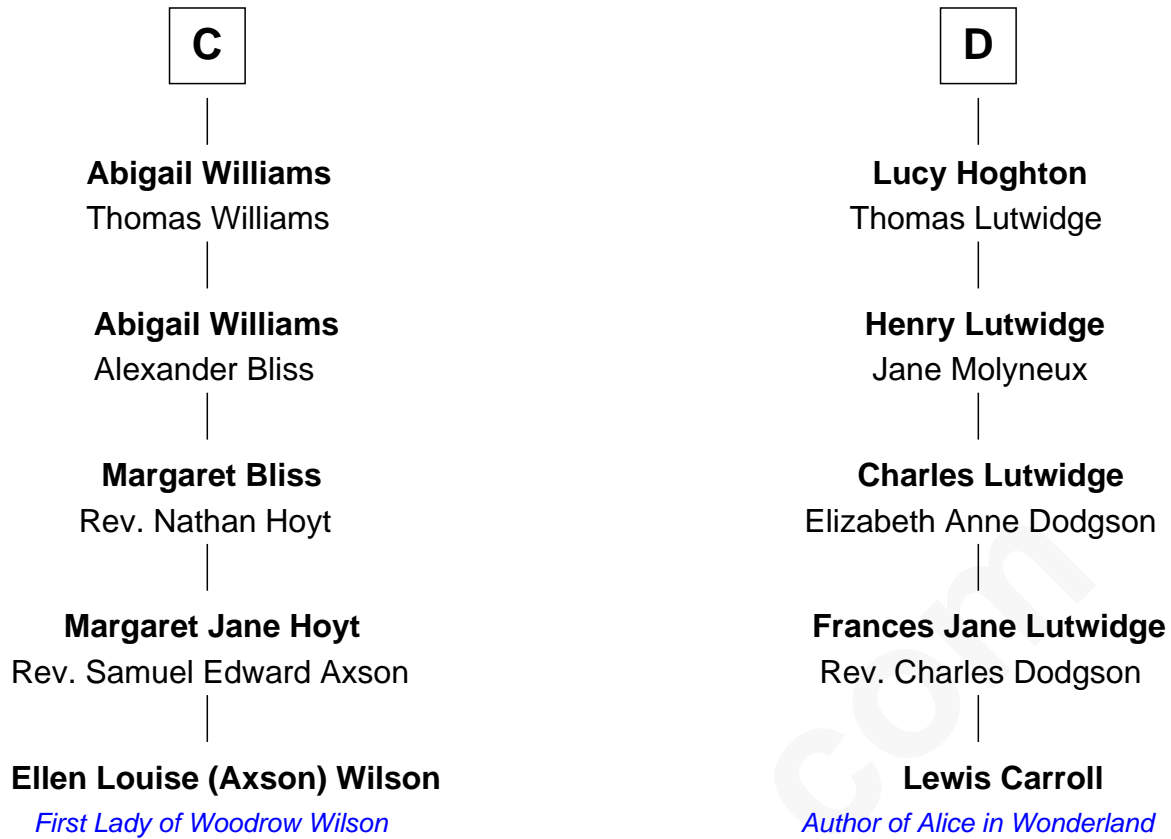 C
Abigail Williams
Thomas Williams
Abigail Williams
Alexander Bliss
Margaret Bliss
Rev. Nathan Hoyt
Margaret Jane Hoyt
Rev. Samuel Edward Axson
Ellen Louise (Axson) Wilson
First Lady of Woodrow Wilson
D
Lucy Hoghton
Thomas Lutwidge
Henry Lutwidge
Jane Molyneux
Charles Lutwidge
Elizabeth Anne Dodgson
Frances Jane Lutwidge
Rev. Charles Dodgson
Lewis Carroll
Author of Alice in Wonderland
com